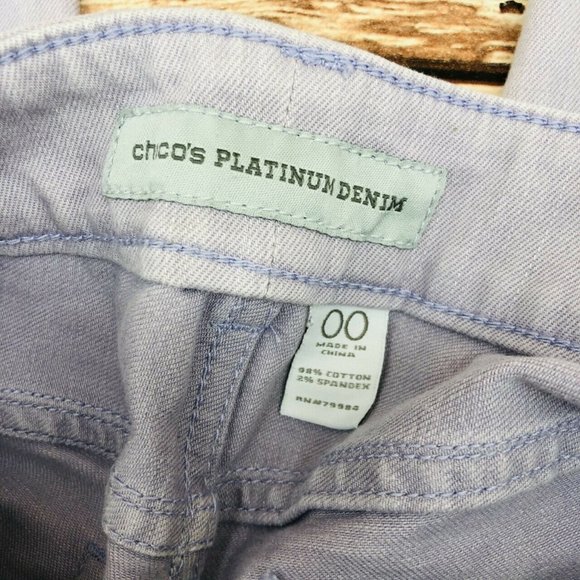 chico's PLATINUM DENIM
00
MADE IN
CHINA
98% COTTON
2% SPANDEX
RN#79984